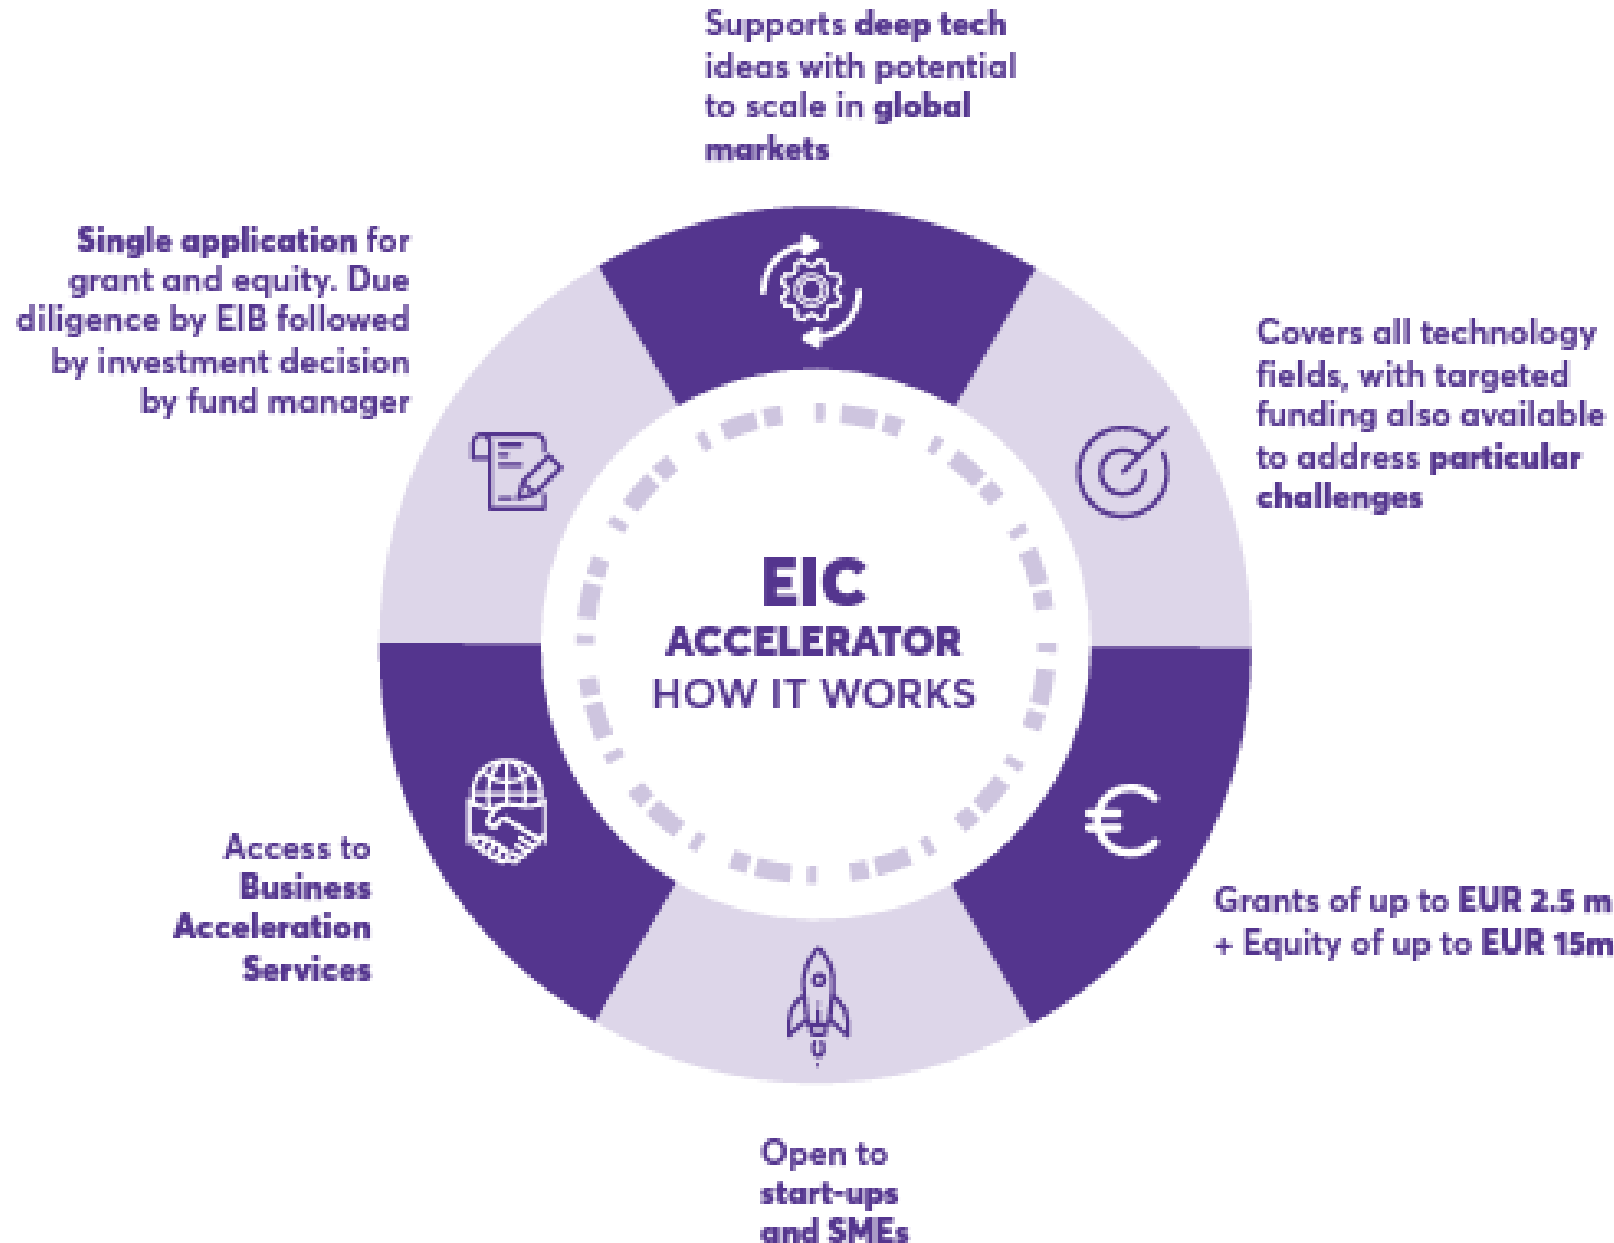 Supports deep tech
ideas with potential
to scale in global
markets
Single application for
grant and equity. Due
diligence by EIB followed
by investment decision
by fund manager
Covers all technology
fields, with targeted
funding also available
to address particular
challenges
EIC
ACCELERATOR
HOW IT WORKS
Access to
Business
Acceleration
Services
Grants of up to EUR 2.5 m
+ Equity of up to EUR 15m
Open to
start-ups
and SMEs